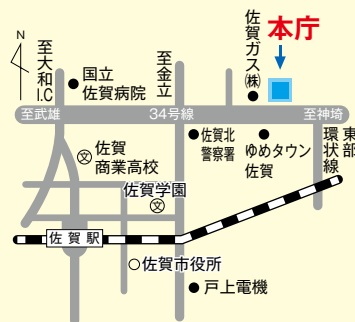 N
至大和I.C
国立
佐賀病院
至金立
佐賀ガス
㈱
本庁
至武雄
34号線
至神埼
文
佐賀
商業高校
佐賀北
警察署
ゆめタウン
佐賀
東部
環状線
佐賀学園
文
佐賀駅
佐賀市役所
戸上電機